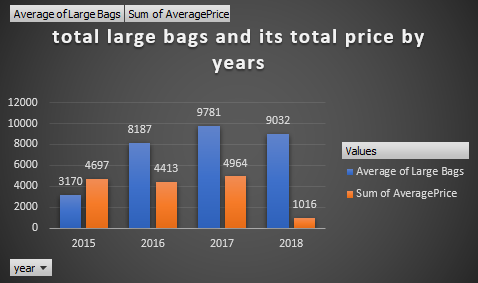 Average of Large Bags Sum of AveragePrice
total large bags and its total price by
years
12000
10000
8000
6000
4000
2000
0
3170
4697
8187
4413
9781
4964
9032
1016
2015 2016 2017 2018
Values
Average of Large Bags
Sum of AveragePrice
year